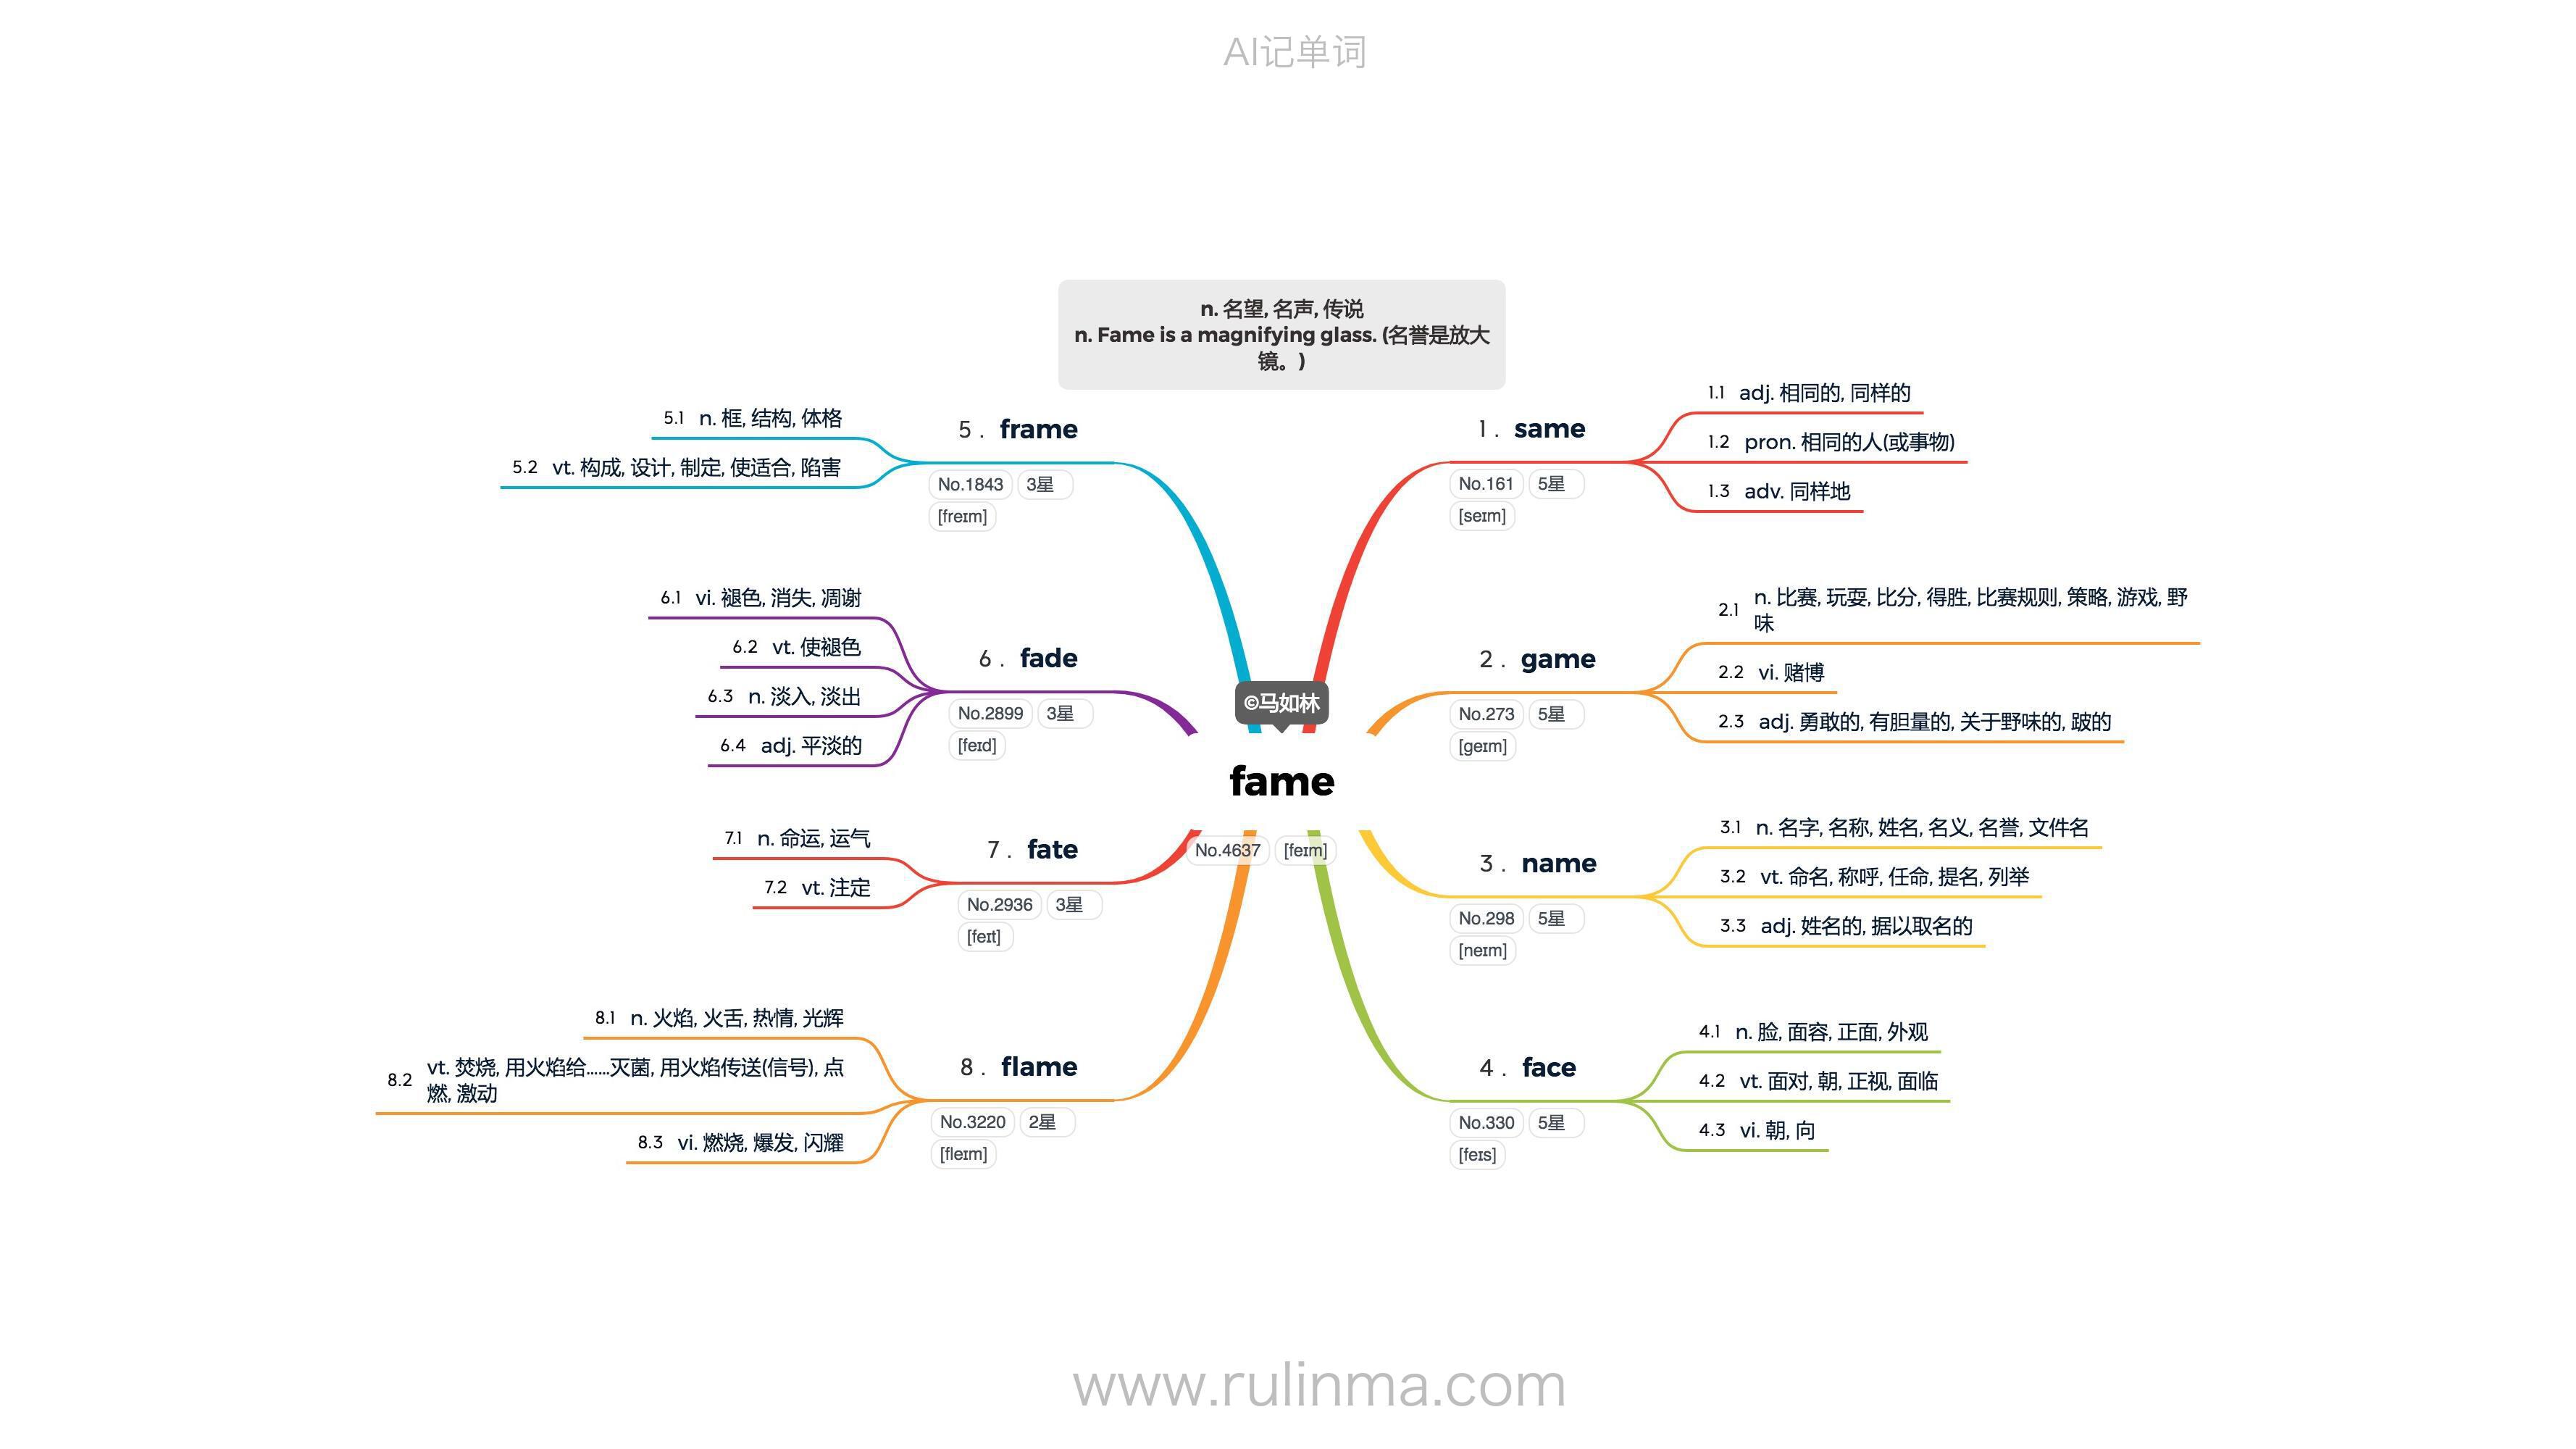 AI记单词
n. 名望, 名声, 传说
n. Fame is a magnifying glass. (名誉是放大
镜。)
©马如林
fame
No.4637 [feɪm]
1 . same
No.161 5星
[seɪm]
1.1 adj. 相同的, 同样的
1.2 pron. 相同的人(或事物)
1.3 adv. 同样地
2 . game
No.273 5星
[geɪm]
2.1 n. 比赛, 玩耍, 比分, 得胜, 比赛规则, 策略, 游戏, 野
味
2.2 vi. 赌博
2.3 adj. 勇敢的, 有胆量的, 关于野味的, 跛的
3 . name
No.298 5星
[neɪm]
3.1 n. 名字, 名称, 姓名, 名义, 名誉, 文件名
3.2 vt. 命名, 称呼, 任命, 提名, 列举
3.3 adj. 姓名的, 据以取名的
4 . face
No.330 5星
[feɪs]
4.1 n. 脸, 面容, 正面, 外观
4.2 vt. 面对, 朝, 正视, 面临
4.3 vi. 朝, 向
5 . frame
No.1843 3星
[freɪm]
5.1 n. 框, 结构, 体格
5.2 vt. 构成, 设计, 制定, 使适合, 陷害
6 . fade
No.2899 3星
[feɪd]
6.1 vi. 褪色, 消失, 凋谢
6.2 vt. 使褪色
6.3 n. 淡入, 淡出
6.4 adj. 平淡的
7 . fate
No.2936 3星
[feɪt]
7.1 n. 命运, 运气
7.2 vt. 注定
8 . flame
No.3220 2星
[fleɪm]
8.1 n. 火焰, 火舌, 热情, 光辉
8.2 vt. 焚烧, 用火焰给......灭菌, 用火焰传送(信号), 点
燃, 激动
8.3 vi. 燃烧, 爆发, 闪耀
www.rulinma.com